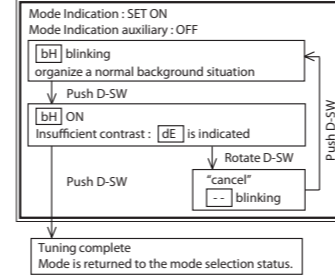 Mode Indication : SET ON
Mode Indication auxiliary : OFF
bH blinking
organize a normal background situation
Push D-SW
bH ON
Insufficient contrast : dE is indicated
Rotate D-SW
Push D-SW
"cancel"
-- blinking
Push D-SW
Tuning complete
Mode is returned to the mode selection status.